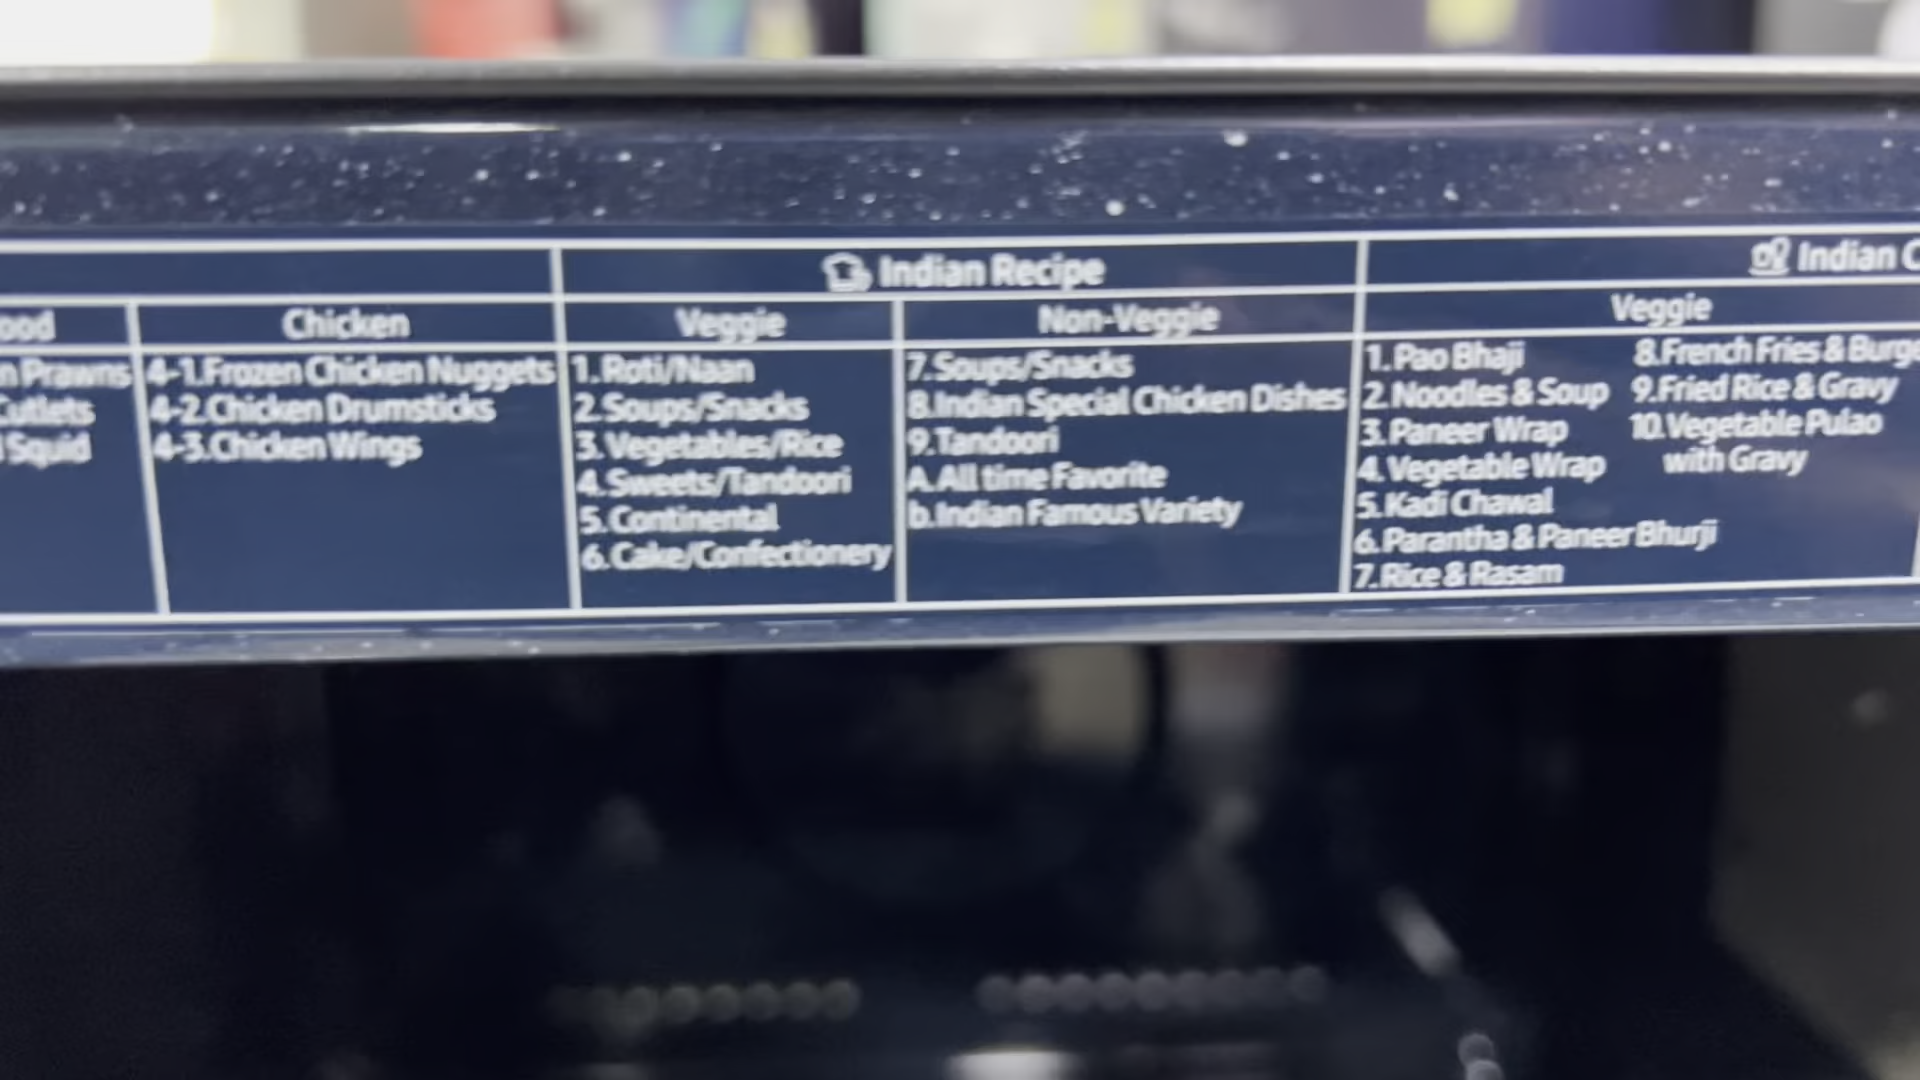 Indian Recipe
Indian
Chicken
Veggie
Non-Veggie
Veggie
Prawns
Cutlets
Squid
4-1.Frozen Chicken Nuggets
4-2.Chicken Drumsticks
4-3.Chicken Wings
1. Roti/Naan
2.Soups/Snacks
3. Vegetables/Rice
4.Sweets/Tandoori
5.Continental
6.Cake/Confectionery
7.Soups/Snacks
8.Indian Special Chicken Dishes
9.Tandoori
A.All time Favorite
b.Indian Famous Variety
1. Pao Bhaji
2. Noodles & Soup
3. Paneer Wrap
4. Vegetable Wrap
5. Kadi Chawal
6. Parantha & Paneer Bhurji
7. Rice & Rasam
8.French Fries &
9.Fried Rice & Gravy
10.Vegetable Pulao
with Gravy